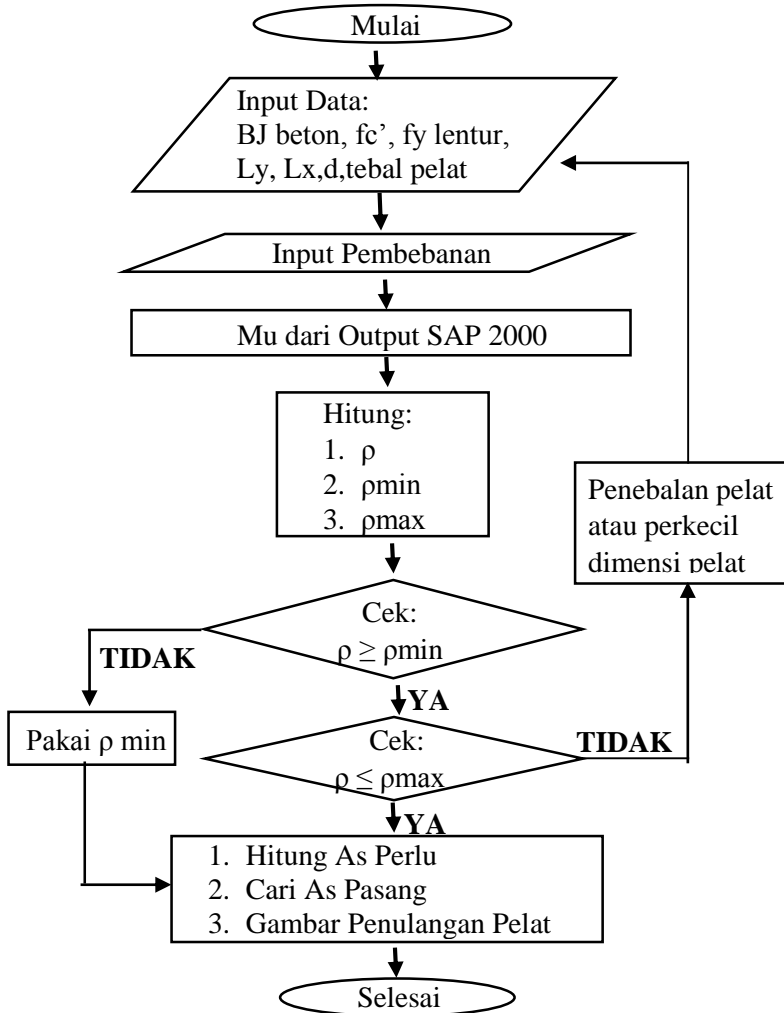 Mulai
Input Data:
BJ beton, fc’, fy lentur,
Ly, Lx,d,tebal pelat
Input Pembebanan
Mu dari Output SAP 2000
Hitung:
1. ρ
2. ρmin
3. ρmax
Penebalan pelat
atau perkecil
dimensi pelat
Cek:
ρ ≥ ρmin
TIDAK
YA
Pakai ρ min
Cek:
ρ ≤ ρmax
TIDAK
YA
1. Hitung As Perlu
2. Cari As Pasang
3. Gambar Penulangan Pelat
Selesai